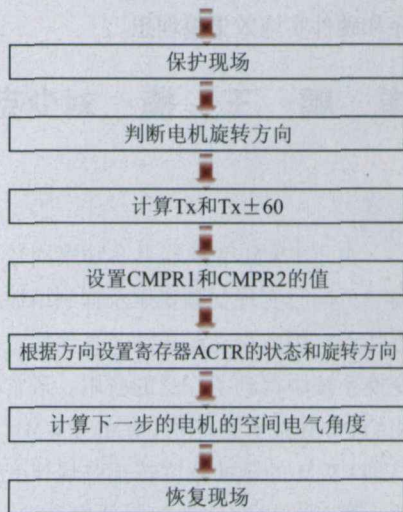 保护现场
判断电机旋转方向
计算Tx和Tx±60
设置CMPR1和CMPR2的值
根据方向设置寄存器ACTR的状态和旋转方向
计算下一步的电机的空间电气角度
恢复现场